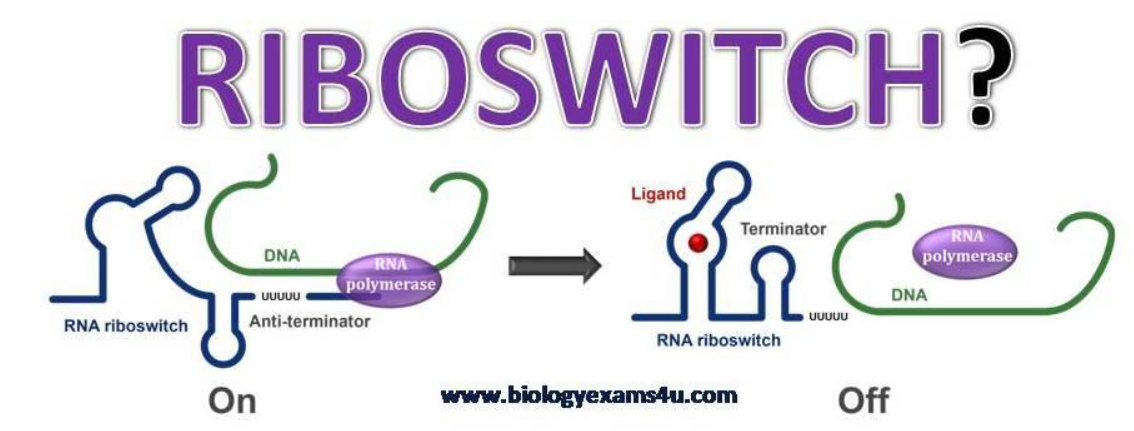 RIBOSWITCH?
DNA
RNA
polymerase
UUUUU
RNA riboswitch
Anti-terminator
On
Ligand
Terminator
RNA
polymerase
DNA
UUUUU
RNA riboswitch
Off
www.biologyexams4u.com